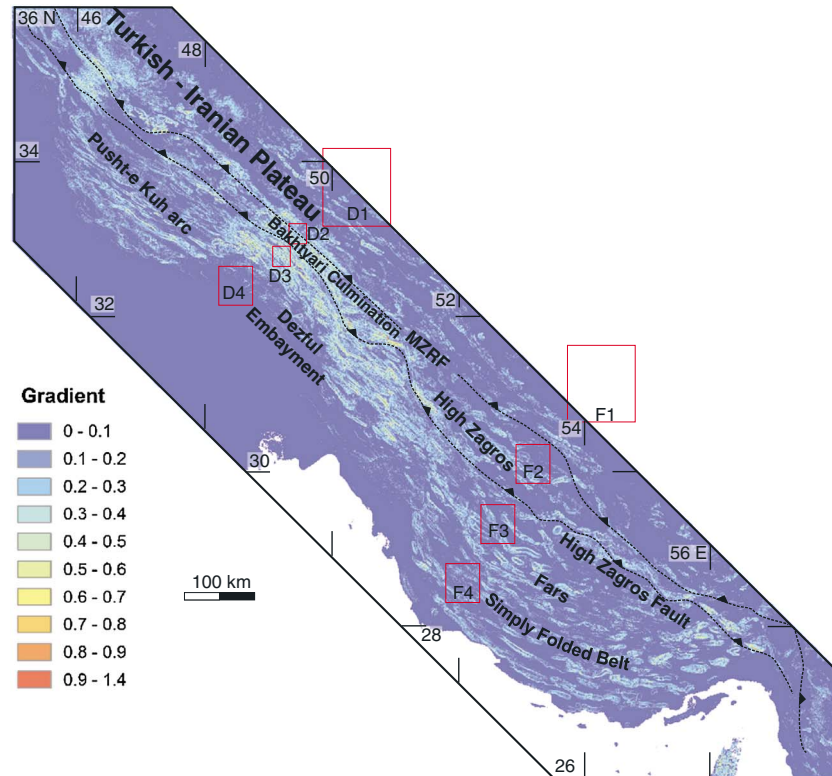 36 N
46
48
Turkish - Iranian Plateau
34
Pusht-e Kuh arc
50
D1
D2
Bakhtyari Culmination
D3
D4
32
52
Dezful
Embayment
MZRF
Gradient
0 - 0.1
0.1 - 0.2
0.2 - 0.3
0.3 - 0.4
0.4 - 0.5
0.5 - 0.6
0.6 - 0.7
0.7 - 0.8
0.8 - 0.9
0.9 - 1.4
F1
54
High Zagros
F2
30
F3
High Zagros Fault
56 E
100 km
F4
Fars
Simply Folded Belt
28
26